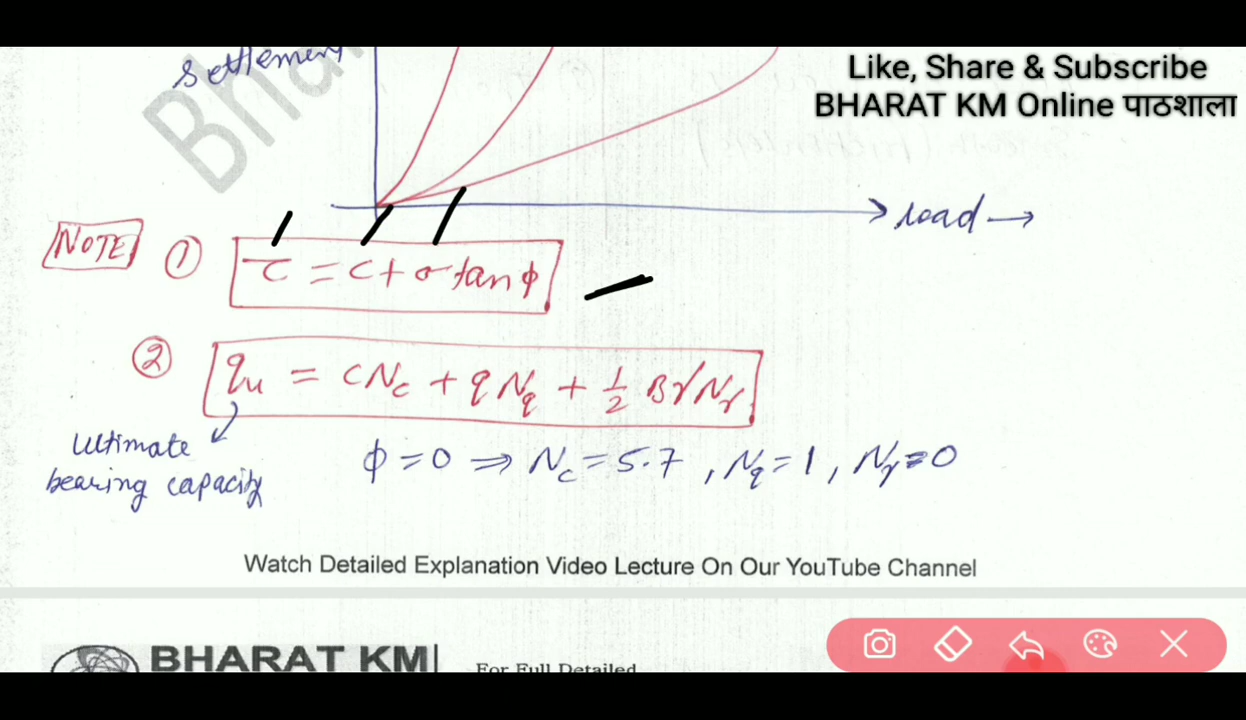 Like, Share & Subscribe
BHARAT KM Online पाठशाला
Settlement
Bha
Load →
NOTE ① τ = C + σ tan ϕ
② qu = CNc + qNq + 1/2 BγNγ
Ultimate
bearing capacity
ϕ = 0 ⇒ Nc = 5.7, Nq = 1, Nγ = 0
Watch Detailed Explanation Video Lecture On Our YouTube Channel
BHARAT KM
For Full Detailed